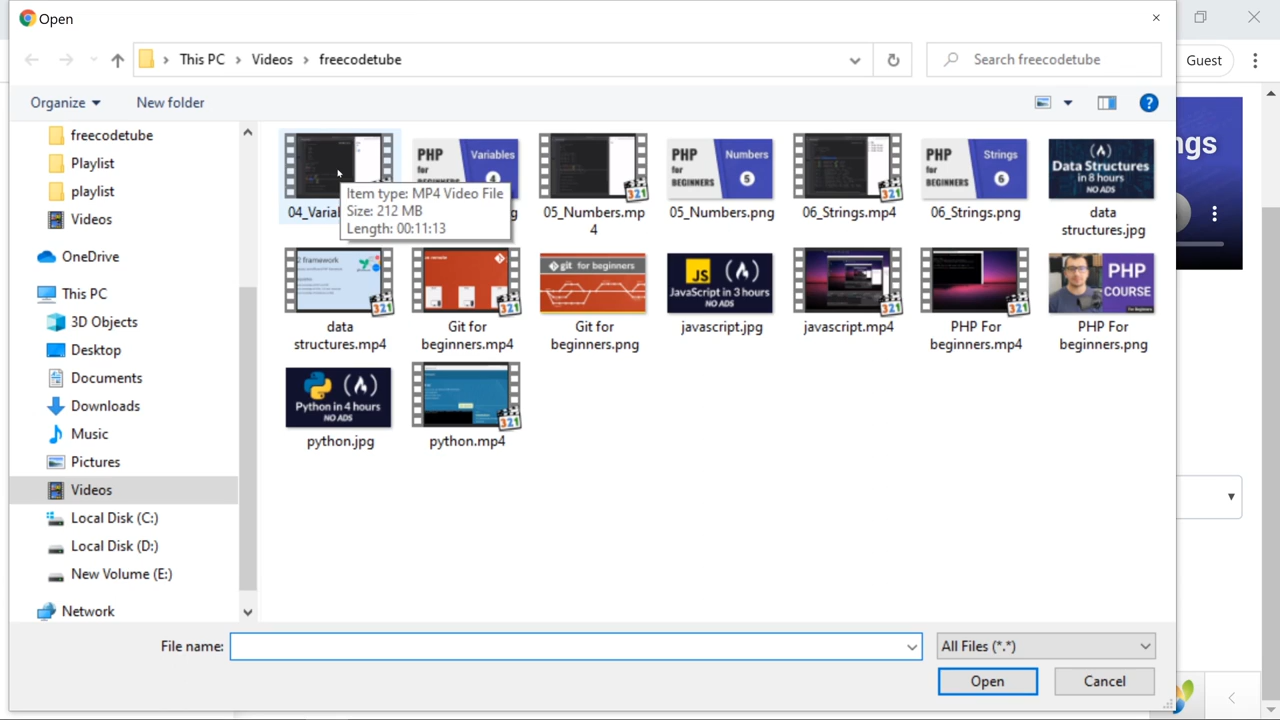 Open
This PC > Videos > freecodetube
Search freecodetube
Guest
Organize
New folder
freecodetube
Playlist
playlist
Videos
OneDrive
This PC
3D Objects
Desktop
Documents
Downloads
Music
Pictures
Videos
Local Disk (C:)
Local Disk (D:)
New Volume (E:)
Network
PHP for BEGINNERS Variables 4
PHP for BEGINNERS Numbers 5
PHP for BEGINNERS Strings 6
Data Structures in 8 hours NO ADS
ngs
Item type: MP4 Video File
Size: 212 MB
Length: 00:11:13
05_Numbers.mp
4
05_Numbers.png
06_Strings.mp4
06_Strings.png
data
structures.jpg
git for beginners
JS
JavaScript in 3 hours
NO ADS
PHP COURSE
For Beginners
data
structures.mp4
Git for
beginners.mp4
Git for
beginners.png
javascript.jpg
javascript.mp4
PHP For
beginners.mp4
PHP For
beginners.png
Python in 4 hours
NO ADS
python.jpg
python.mp4
File name:
All Files (*.*)
Open
Cancel